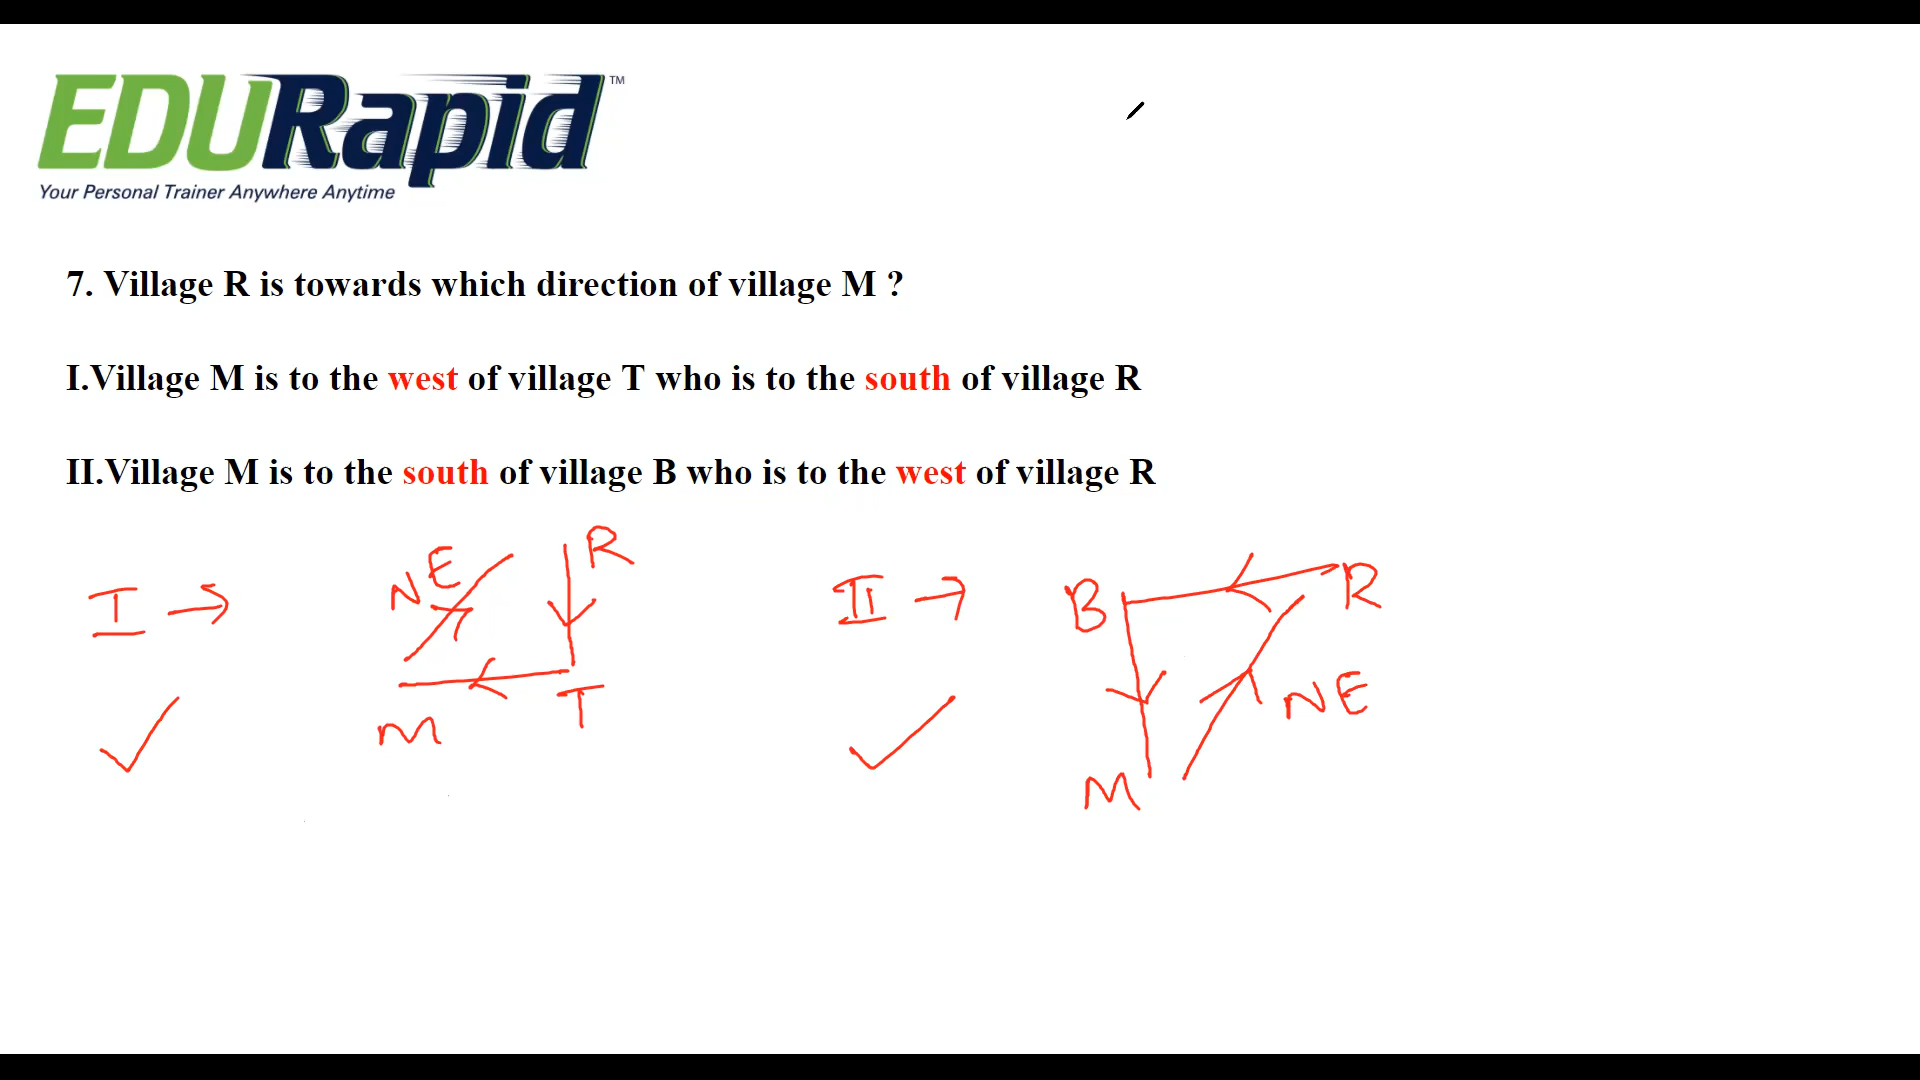 EDURapid™
Your Personal Trainer Anywhere Anytime
7. Village R is towards which direction of village M ?
I.Village M is to the west of village T who is to the south of village R
II.Village M is to the south of village B who is to the west of village R
I → NE R
M T
II → B R
NE
M